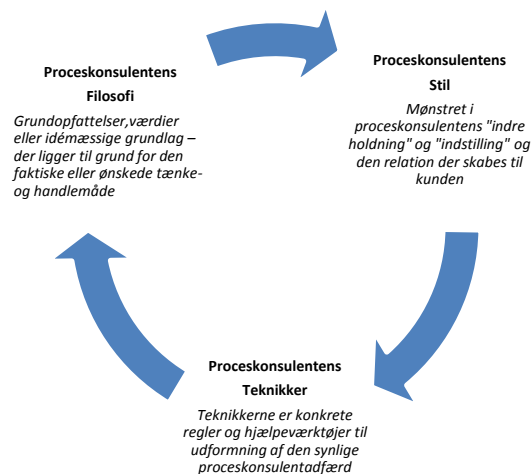 Proceskonsulentens
Filosofi
Grundopfattelser,værdier
eller idémæssige grundlag –
der ligger til grund for den
faktiske eller ønskede tænke-
og handlemåde
Proceskonsulentens
Stil
Mønstret i
proceskonsulentens "indre
holdning" og "indstilling" og
den relation der skabes til
kunden
Proceskonsulentens
Teknikker
Teknikkerne er konkrete
regler og hjælpeværktøjer til
udformning af den synlige
proceskonsulentadfærd